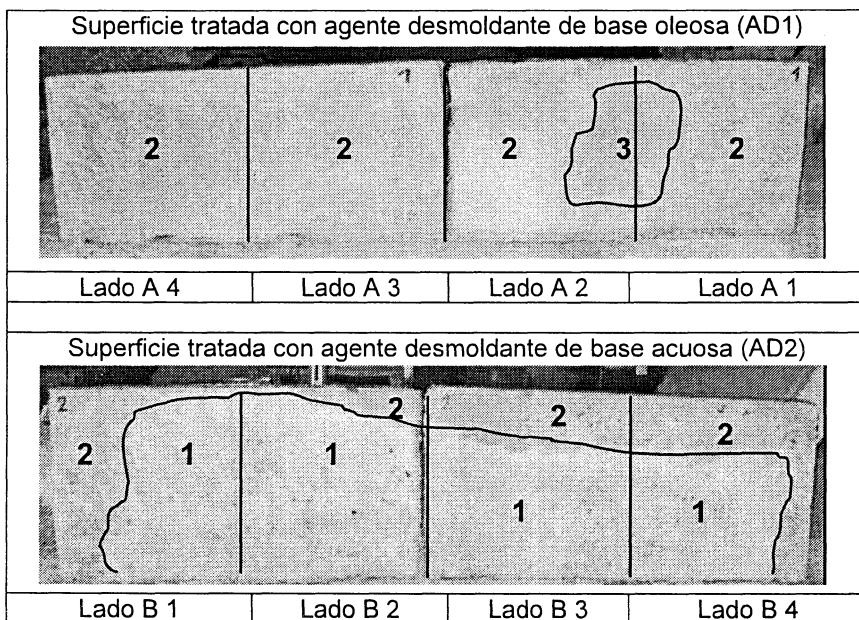 Superficie tratada con agente desmoldante de base oleosa (AD1)
1 1
2 2 2 3 2
Lado A 4 Lado A 3 Lado A 2 Lado A 1
Superficie tratada con agente desmoldante de base acuosa (AD2)
2 2 2 2
2 1 1
1 1
Lado B 1 Lado B 2 Lado B 3 Lado B 4